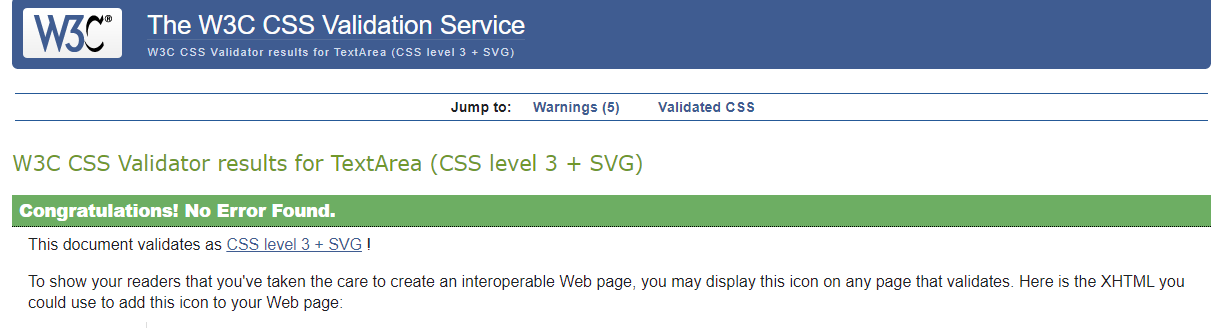 W3C®
The W3C CSS Validation Service
W3C CSS Validator results for TextArea (CSS level 3 + SVG)
Jump to: Warnings (5) Validated CSS
W3C CSS Validator results for TextArea (CSS level 3 + SVG)
Congratulations! No Error Found.
This document validates as CSS level 3 + SVG !
To show your readers that you've taken the care to create an interoperable Web page, you may display this icon on any page that validates. Here is the XHTML you
could use to add this icon to your Web page: